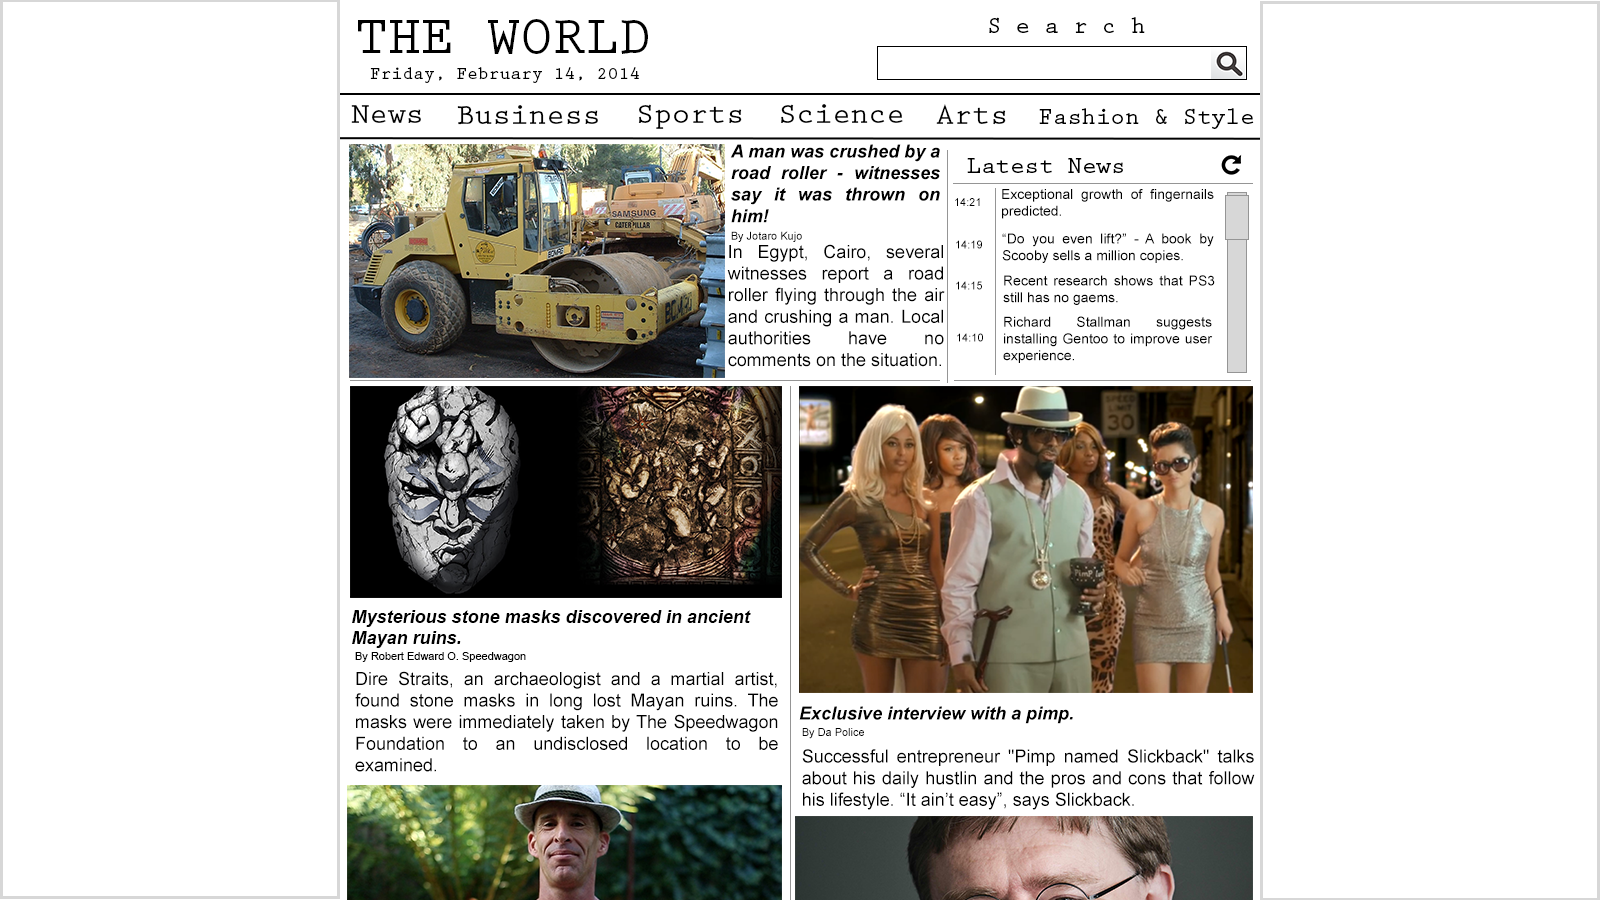 THE WORLD
Friday, February 14, 2014
Search
News Business Sports Science Arts Fashion & Style
SAMSUNG
CATERPILLAR
BOMAG
A man was crushed by a
road roller - witnesses
say it was thrown on
him!
By Jotaro Kujo
In Egypt, Cairo, several
witnesses report a road
roller flying through the air
and crushing a man. Local
authorities have no
comments on the situation.
Latest News
14:21
Exceptional growth of fingernails
predicted.
14:19
“Do you even lift?” - A book by
Scooby sells a million copies.
14:15
Recent research shows that PS3
still has no gaems.
14:10
Richard Stallman suggests
installing Gentoo to improve user
experience.
Mysterious stone masks discovered in ancient
Mayan ruins.
By Robert Edward O. Speedwagon
Dire Straits, an archaeologist and a martial artist,
found stone masks in long lost Mayan ruins. The
masks were immediately taken by The Speedwagon
Foundation to an undisclosed location to be
examined.
SPEED
LIMIT
30
Exclusive interview with a pimp.
By Da Police
Successful entrepreneur "Pimp named Slickback" talks
about his daily hustlin and the pros and cons that follow
his lifestyle. “It ain’t easy”, says Slickback.